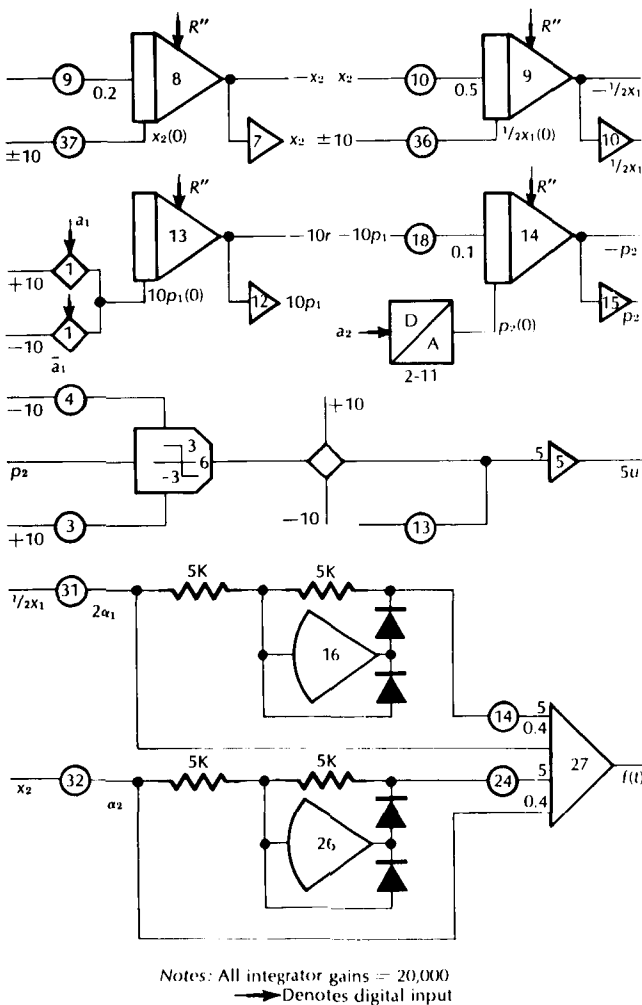 R″ R″
9 0.2 8 −x₂ x₂ 10 0.5 9 −1/2x₁
±10 37 x₂(0) 7 x₂ ±10 36 1/2x₁(0) 10 1/2x₁
R″ R″
a₁
+10 1 13 −10r −10p₁ 18 0.1 14 −p₂
10p₁(0) 12 10p₁ 15 p₂
−10 1 a̅₁ a₂ D/A p₂(0)
2-11
−10 4 +10
p₂ 3 −3 6 5 5 5u
+10 3 −10 13
1/2x₁ 31 2α₁ 5K 5K
16
14 5
0.4
x₂ 32 α₂ 5K 5K 24 5 27 f(t)
0.4
26
Notes: All integrator gains = 20,000
Denotes digital input